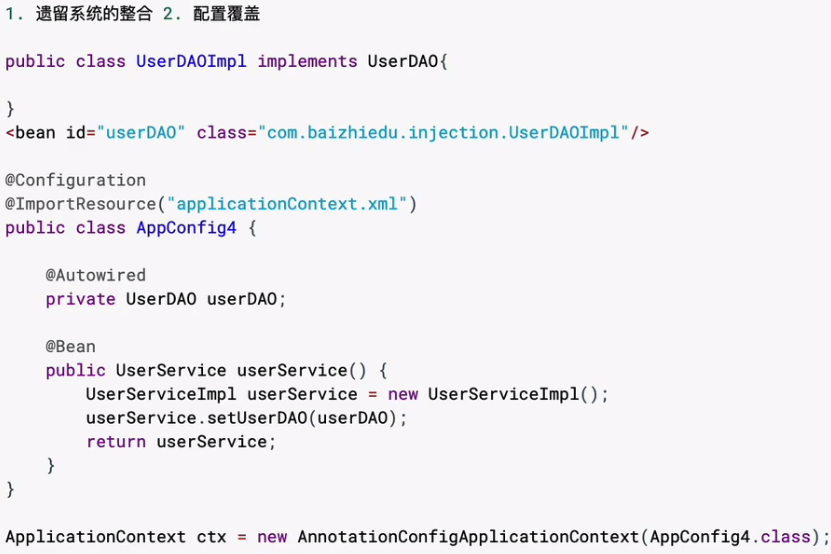 1. 遗留系统的整合 2. 配置覆盖
public class UserDAOImpl implements UserDAO{
}
<bean id="userDAO" class="com.baizhiedu.injection.UserDAOImpl"/>
@Configuration
@ImportResource("applicationContext.xml")
public class AppConfig4 {
    @Autowired
    private UserDAO userDAO;
    @Bean
    public UserService userService() {
        UserServiceImpl userService = new UserServiceImpl();
        userService.setUserDAO(userDAO);
        return userService;
    }
}
ApplicationContext ctx = new AnnotationConfigApplicationContext(AppConfig4.class);